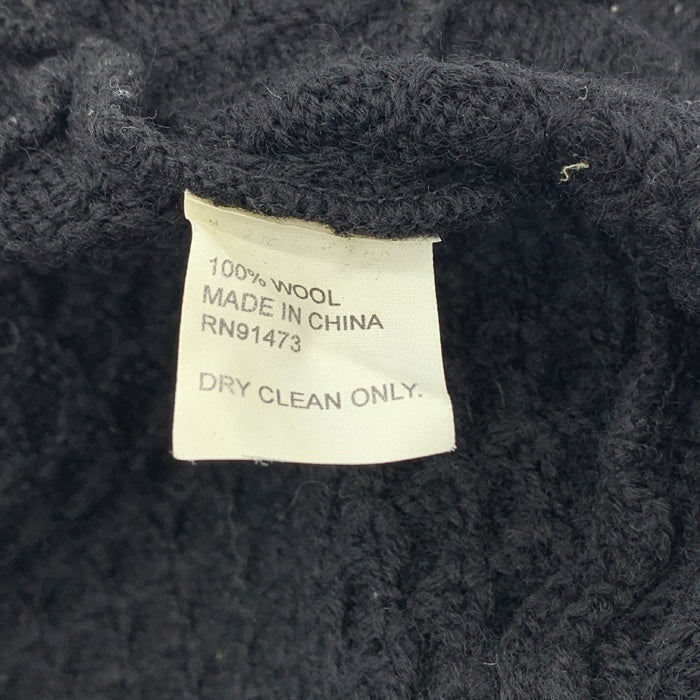 100% WOOL
MADE IN CHINA
RN91473
DRY CLEAN ONLY.